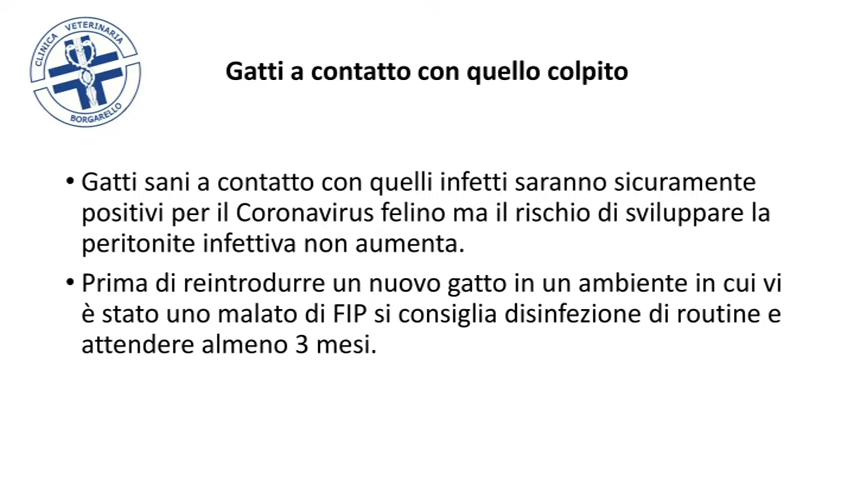 CLINICA VETERINARIA
BORGARELLO
Gatti a contatto con quello colpito
• Gatti sani a contatto con quelli infetti saranno sicuramente
positivi per il Coronavirus felino ma il rischio di sviluppare la
peritonite infettiva non aumenta.
• Prima di reintrodurre un nuovo gatto in un ambiente in cui vi
è stato uno malato di FIP si consiglia disinfezione di routine e
attendere almeno 3 mesi.